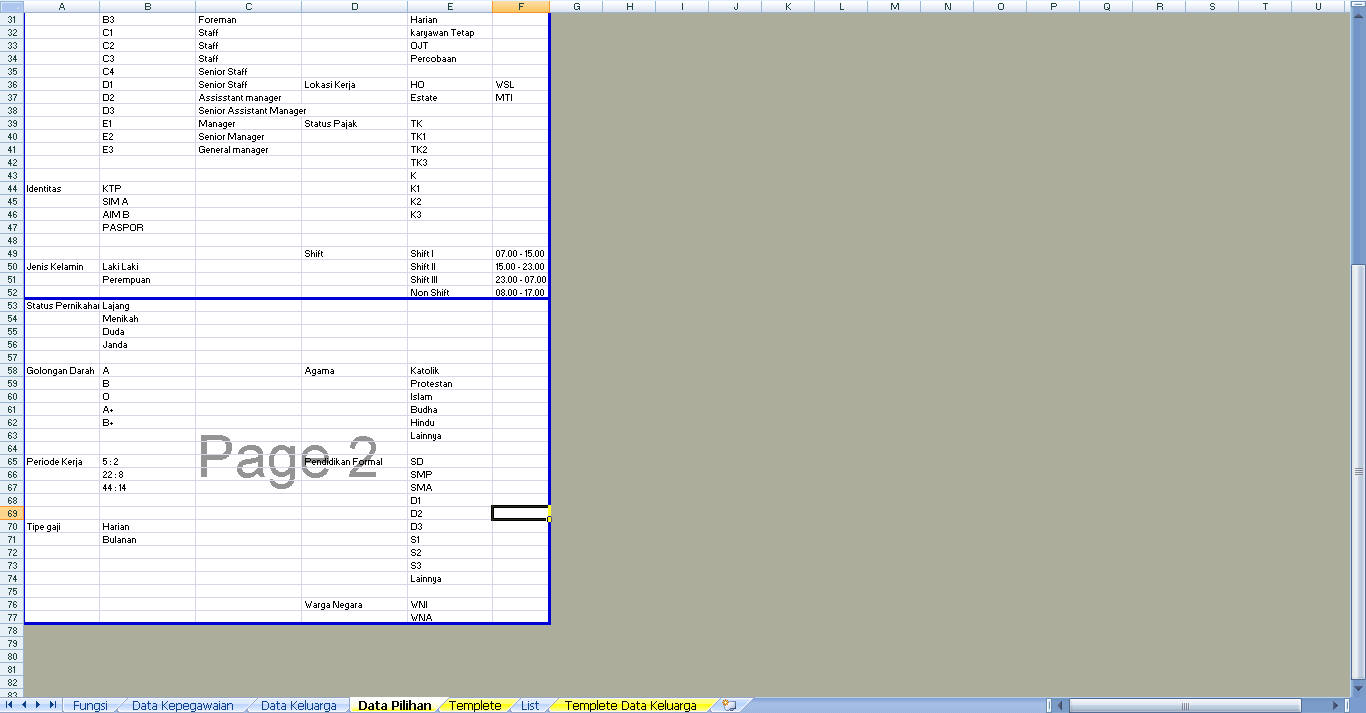 A B C D E F G H I J K L M N O P Q R S T U
31 B3 Foreman Harian
32 C1 Staff karyawan Tetap
33 C2 Staff OJT
34 C3 Staff Percobaan
35 C4 Senior Staff
36 D1 Senior Staff Lokasi Kerja HO WSL
37 D2 Assisstant manager Estate MTI
38 D3 Senior Assistant Manager
39 E1 Manager Status Pajak TK
40 E2 Senior Manager TK1
41 E3 General manager TK2
42 TK3
43 K
44 Identitas KTP K1
45 SIM A K2
46 AIM B K3
47 PASPOR
48
49 Shift Shift I 07.00 - 15.00
50 Jenis Kelamin Laki Laki Shift II 15.00 - 23.00
51 Perempuan Shift III 23.00 - 07.00
52 Non Shift 08.00 - 17.00
53 Status Pernikahan Lajang
54 Menikah
55 Duda
56 Janda
57
58 Golongan Darah A Agama Katolik
59 B Protestan
60 O Islam
61 A+ Budha
62 B+ Hindu
63 Lainnya
64
Page 2
65 Periode Kerja 5 : 2 Pendidikan Formal SD
66 22 : 8 SMP
67 44 : 14 SMA
68 D1
69 D2
70 Tipe gaji Harian D3
71 Bulanan S1
72 S2
73 S3
74 Lainnya
75
76 Warga Negara WNI
77 WNA
78
79
80
81
82
83
Fungsi Data Kepegawaian Data Keluarga Data Pilihan Templete List Templete Data Keluarga